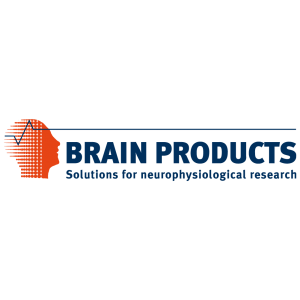 BRAIN PRODUCTS
Solutions for neurophysiological research